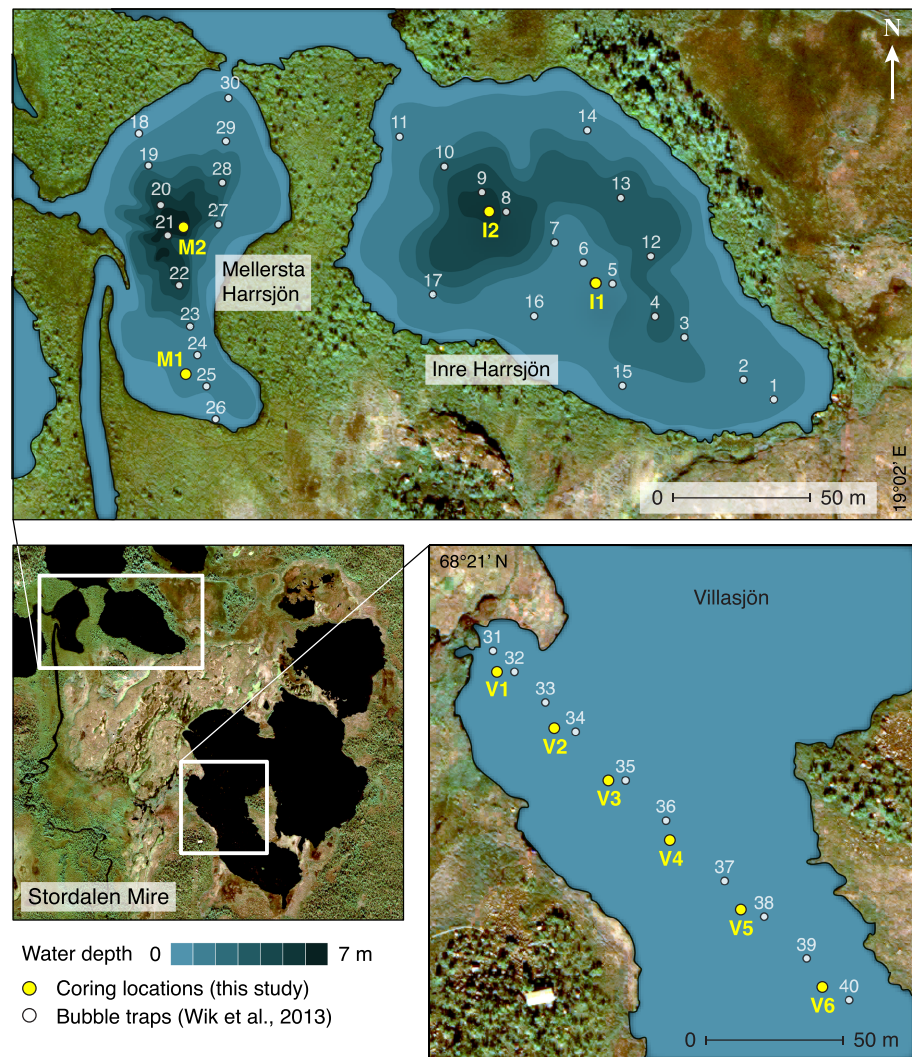 N
30
18
29
19
28
20
27
21
M2
22
Mellersta
Harrsjön
23
24
M1
25
26
11
14
10
9
8
13
I2
7
12
6
5
17
I1
16
4
3
Inre Harrsjön
15
2
1
0 50 m
19°02' E
Stordalen Mire
68°21' N
Villasjön
31
32
V1
33
34
V2
35
V3
36
V4
37
38
V5
39
40
V6
0 50 m
Water depth 0 7 m
Coring locations (this study)
Bubble traps (Wik et al., 2013)